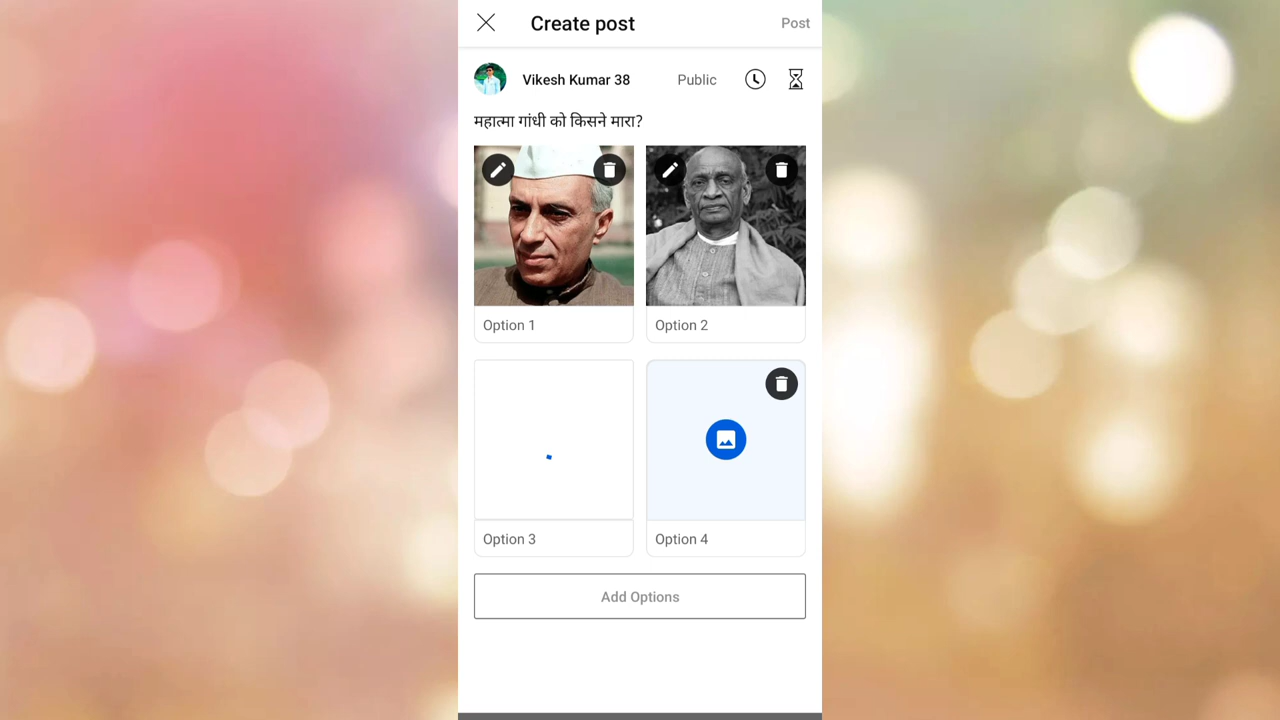 Create post
Post
Vikesh Kumar 38
Public
महात्मा गांधी को किसने मारा?
Option 1
Option 2
Option 3
Option 4
Add Options